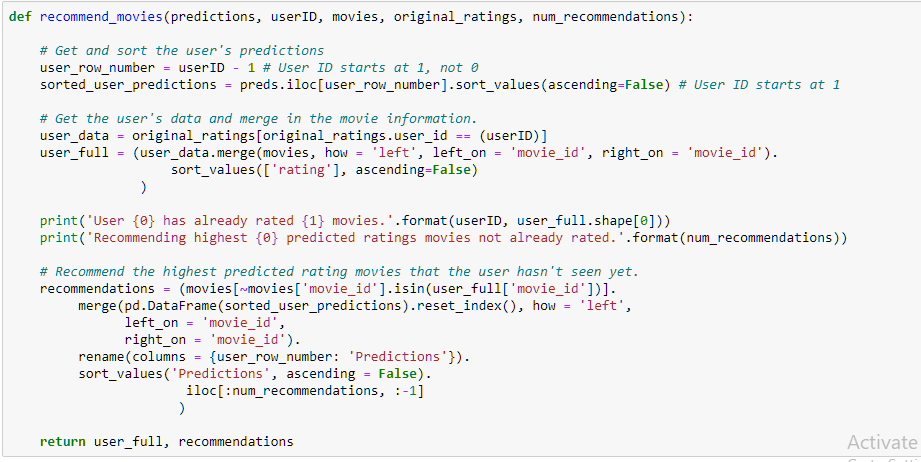 def recommend_movies(predictions, userID, movies, original_ratings, num_recommendations):

    # Get and sort the user's predictions
    user_row_number = userID - 1 # User ID starts at 1, not 0
    sorted_user_predictions = preds.iloc[user_row_number].sort_values(ascending=False) # User ID starts at 1

    # Get the user's data and merge in the movie information.
    user_data = original_ratings[original_ratings.user_id == (userID)]
    user_full = (user_data.merge(movies, how = 'left', left_on = 'movie_id', right_on = 'movie_id').
                     sort_values(['rating'], ascending=False)
                 )

    print('User {0} has already rated {1} movies.'.format(userID, user_full.shape[0]))
    print('Recommending highest {0} predicted ratings movies not already rated.'.format(num_recommendations))

    # Recommend the highest predicted rating movies that the user hasn't seen yet.
    recommendations = (movies[~movies['movie_id'].isin(user_full['movie_id'])].
         merge(pd.DataFrame(sorted_user_predictions).reset_index(), how = 'left',
               left_on = 'movie_id',
               right_on = 'movie_id').
         rename(columns = {user_row_number: 'Predictions'}).
         sort_values('Predictions', ascending = False).
                       iloc[:num_recommendations, :-1]
                      )

    return user_full, recommendations
Activate